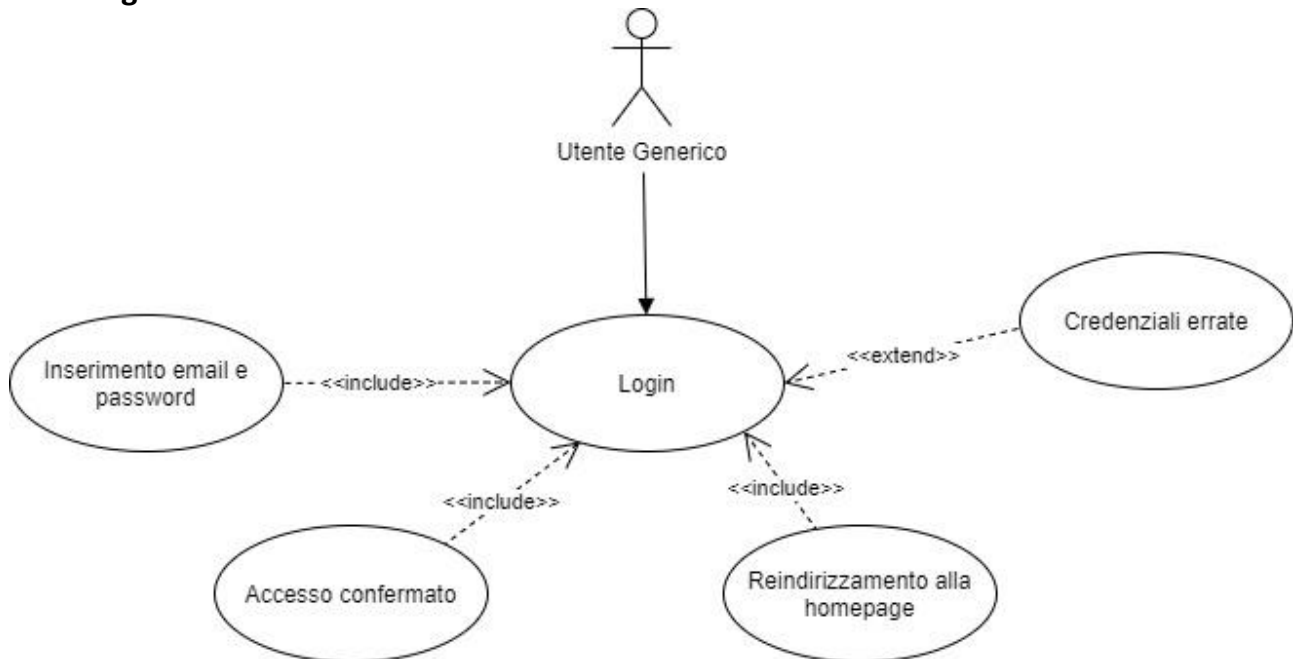 Utente Generico
Credenziali errate
<<extend>>
Inserimento email e
password
<<include>>
Login
<<include>>
<<include>>
Accesso confermato
Reindirizzamento alla
homepage